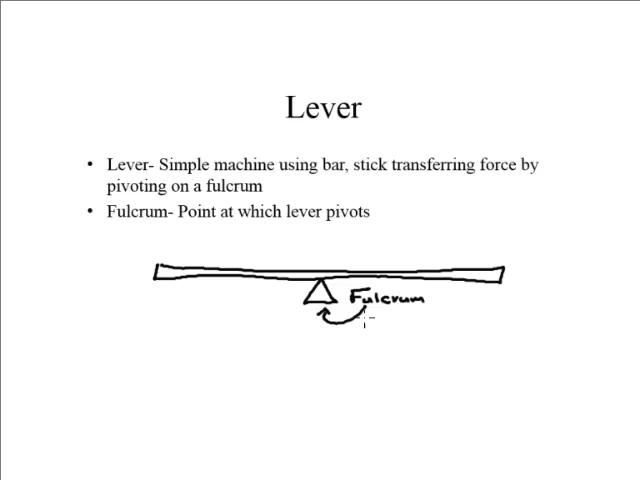 Lever
• Lever- Simple machine using bar, stick transferring force by
pivoting on a fulcrum
• Fulcrum- Point at which lever pivots
Fulcrum